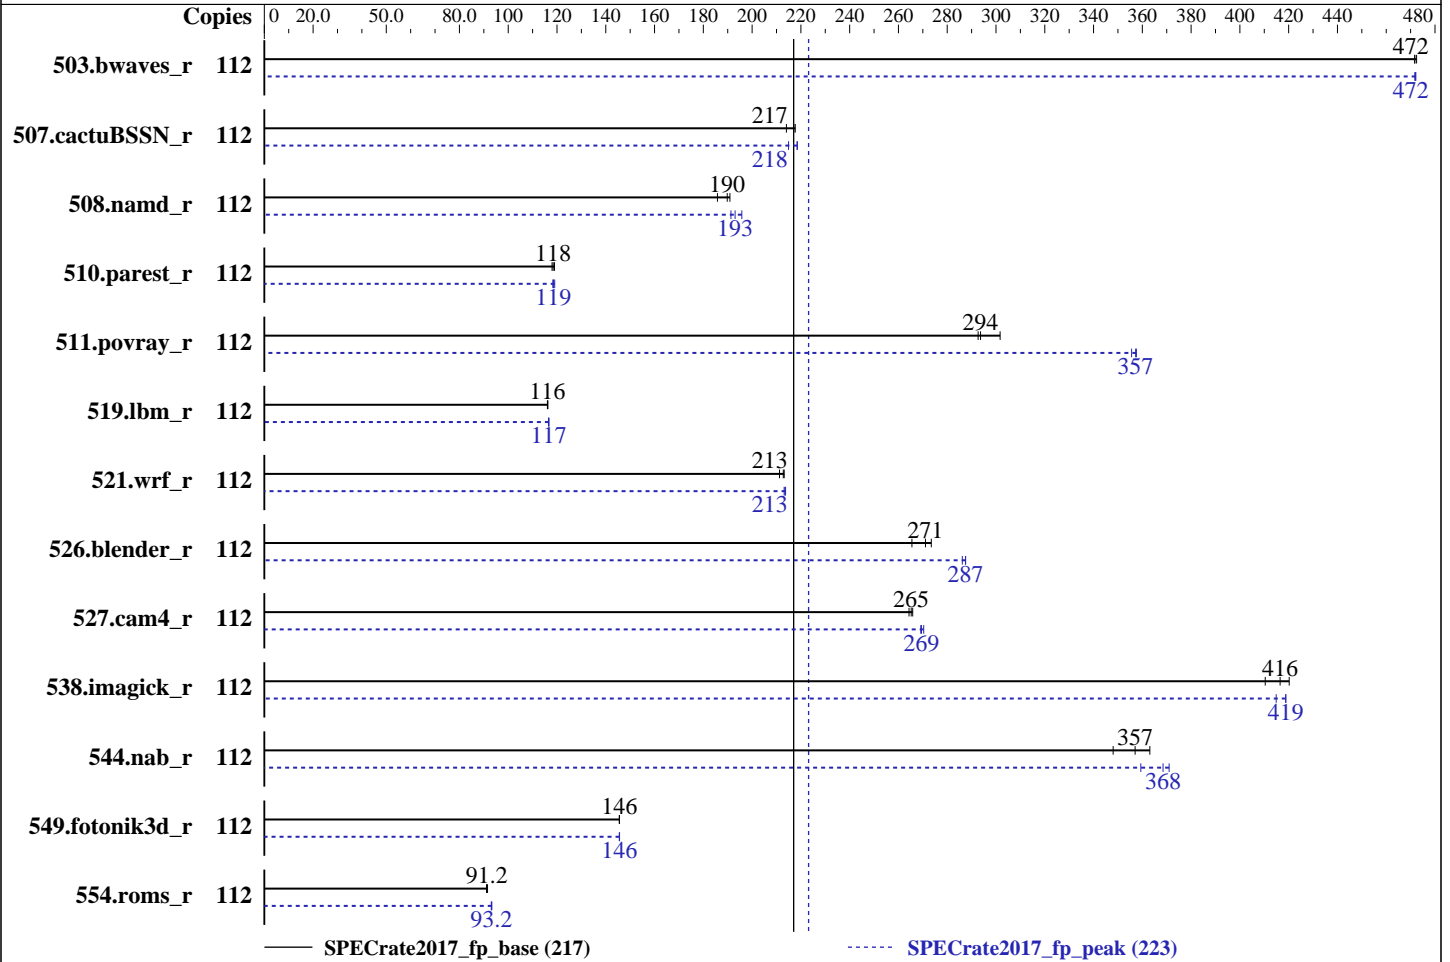 Copies 0 20.0 50.0 80.0 100 120 140 160 180 200 220 240 260 280 300 320 340 360 380 400 420 440 480
472
503.bwaves_r 112
472
217
507.cactuBSSN_r 112
218
190
508.namd_r 112
193
118
510.parest_r 112
119
294
511.povray_r 112
357
116
519.lbm_r 112
117
213
521.wrf_r 112
213
271
526.blender_r 112
287
265
527.cam4_r 112
269
416
538.imagick_r 112
419
357
544.nab_r 112
368
146
549.fotonik3d_r 112
146
91.2
554.roms_r 112
93.2
SPECrate2017_fp_base (217) SPECrate2017_fp_peak (223)